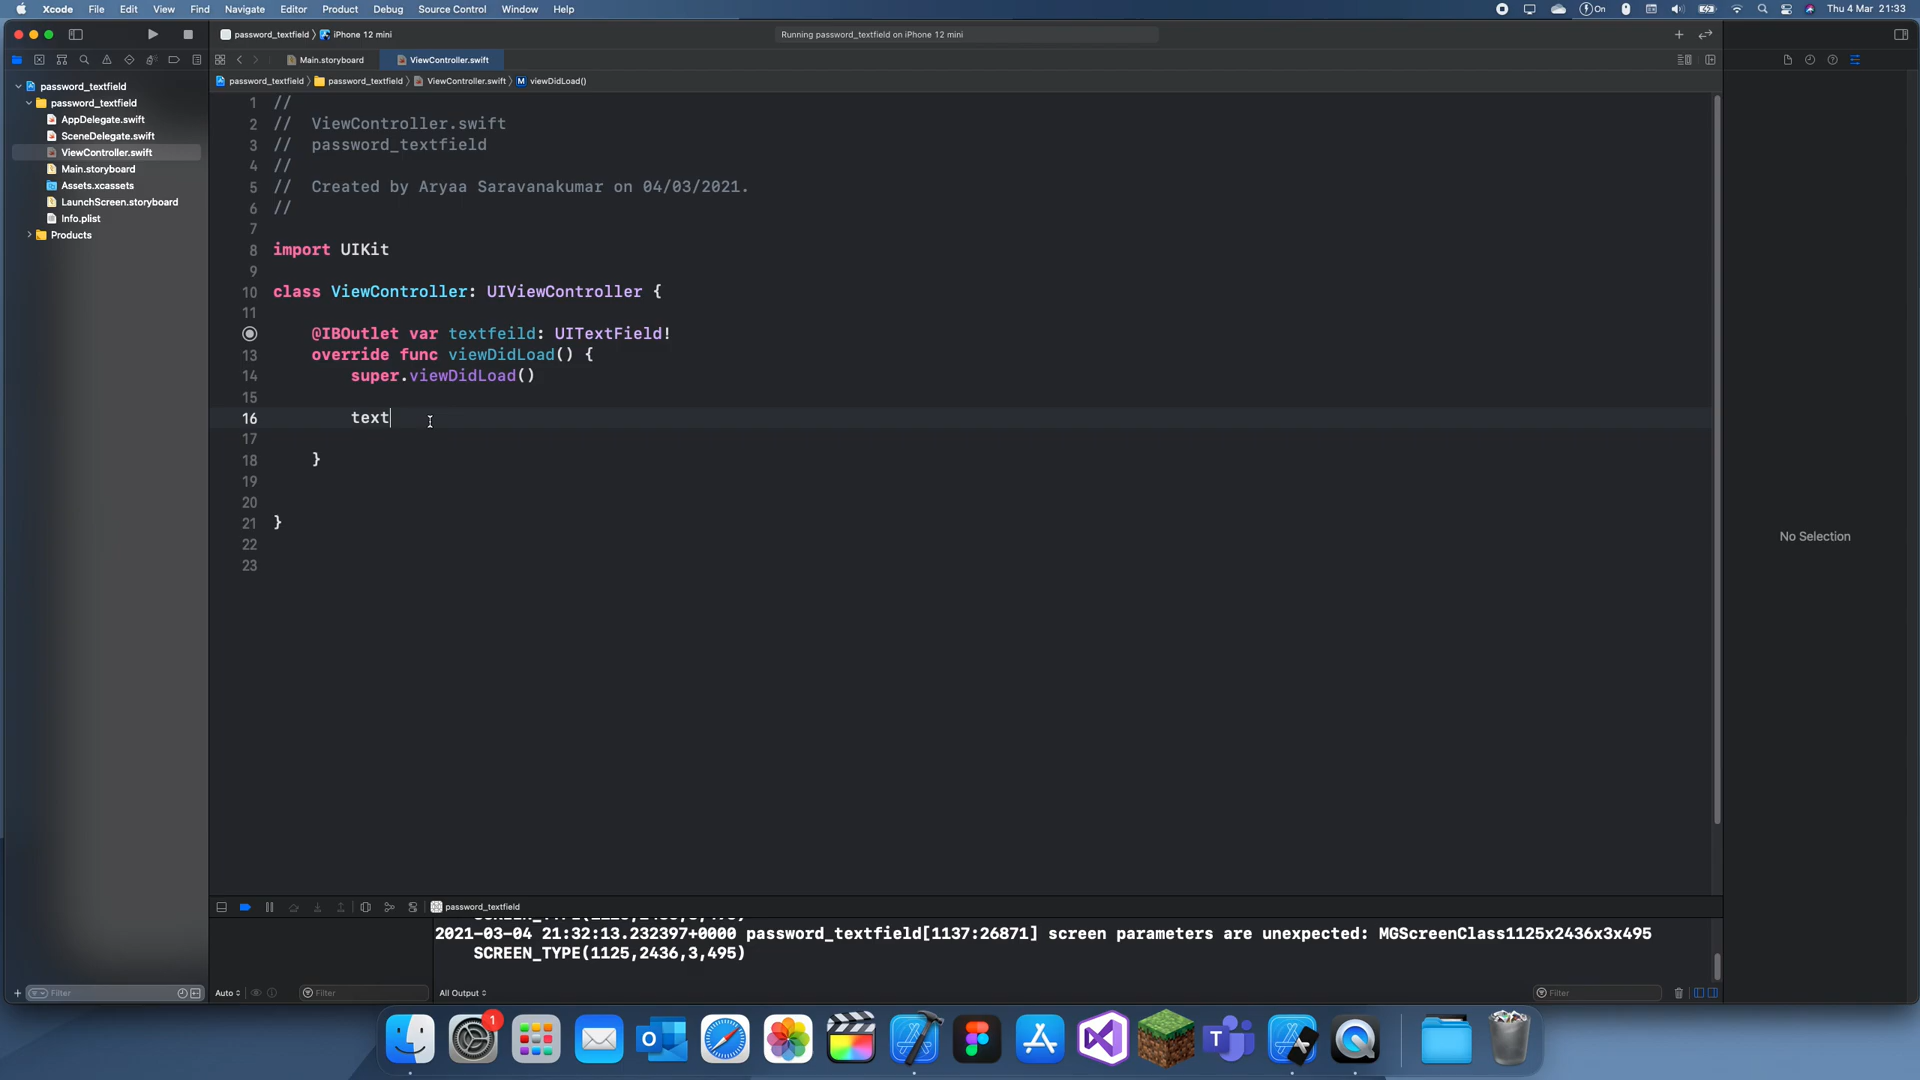 Xcode File Edit View Find Navigate Editor Product Debug Source Control Window Help On Thu 4 Mar 21:33
password_textfield iPhone 12 mini Running password_textfield on iPhone 12 mini
Main.storyboard ViewController.swift
password_textfield password_textfield ViewController.swift M viewDidLoad()
password_textfield
password_textfield
AppDelegate.swift
SceneDelegate.swift
ViewController.swift
Main.storyboard
Assets.xcassets
LaunchScreen.storyboard
Info.plist
Products
1 //
2 // ViewController.swift
3 // password_textfield
4 //
5 // Created by Aryaa Saravanakumar on 04/03/2021.
6 //
7
8 import UIKit
9
10 class ViewController: UIViewController {
11
@IBOutlet var textfeild: UITextField!
13 override func viewDidLoad() {
14 super.viewDidLoad()
15
16 text
17
18 }
19
20
21 }
22
23
No Selection
password_textfield
2021-03-04 21:32:13.232397+0000 password_textfield[1137:26871] screen parameters are unexpected: MGScreenClass1125x2436x3x495
SCREEN_TYPE(1125,2436,3,495)
Filter Auto Filter All Output Filter
1